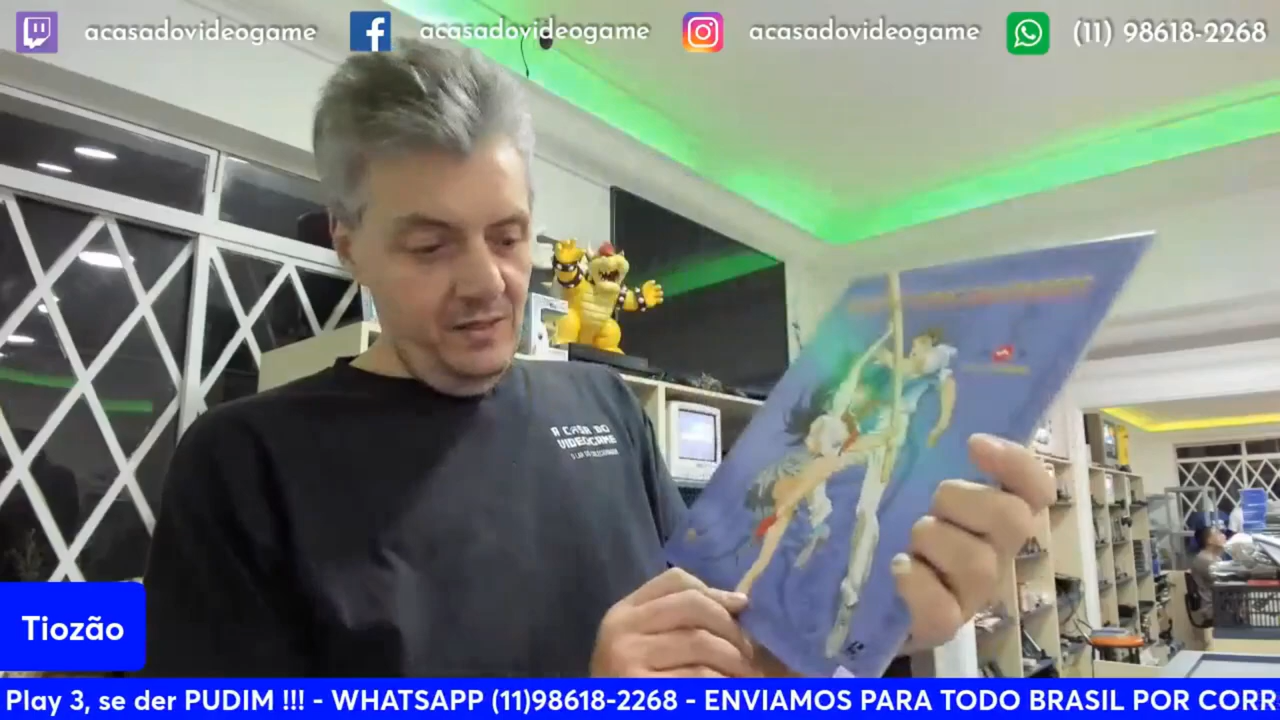 acasadovideogame
acasadovideogame
acasadovideogame
(11) 98618-2268
A CASA DO
VIDEOGAME
Tiozão
Play 3, se der PUDIM !!! - WHATSAPP (11)98618-2268 - ENVIAMOS PARA TODO BRASIL POR CORR